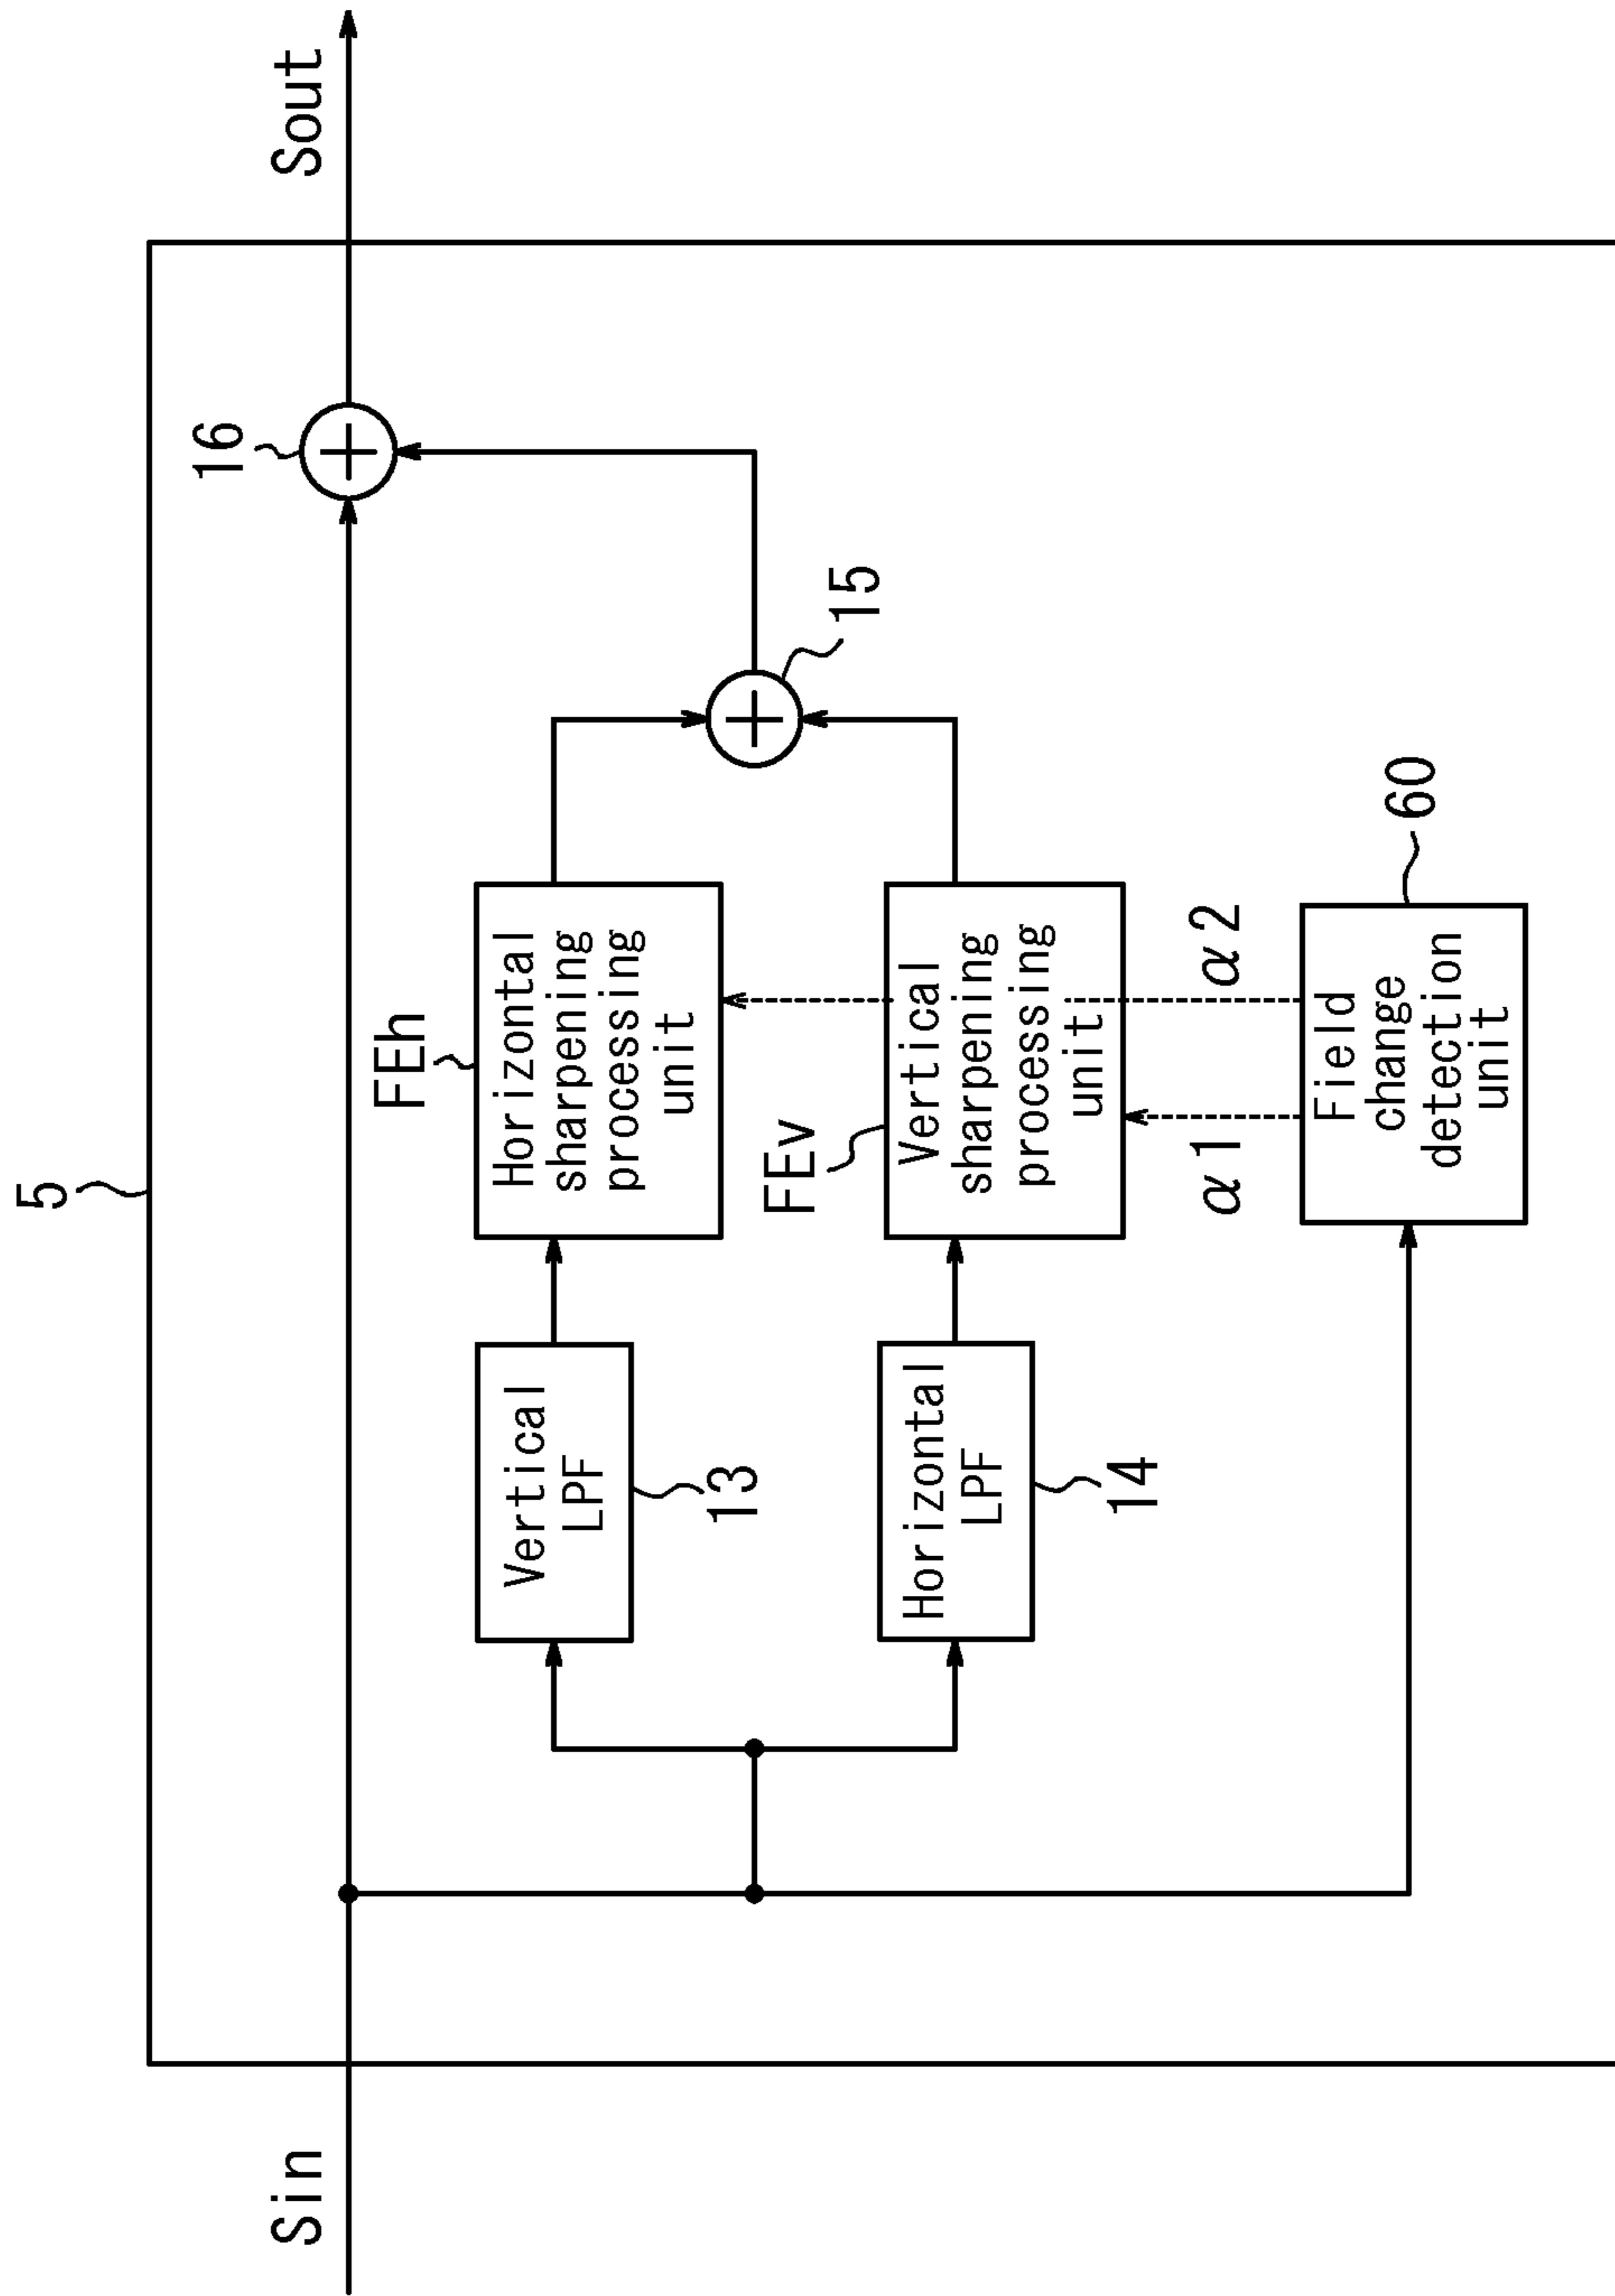 5
Sin
Sout
16
FEh
Vertical
LPF
13
Horizontal
sharpening
processing
unit
15
FEv
Horizontal
LPF
14
Vertical
sharpening
processing
unit
α1
α2
Field
change
detection
unit
60